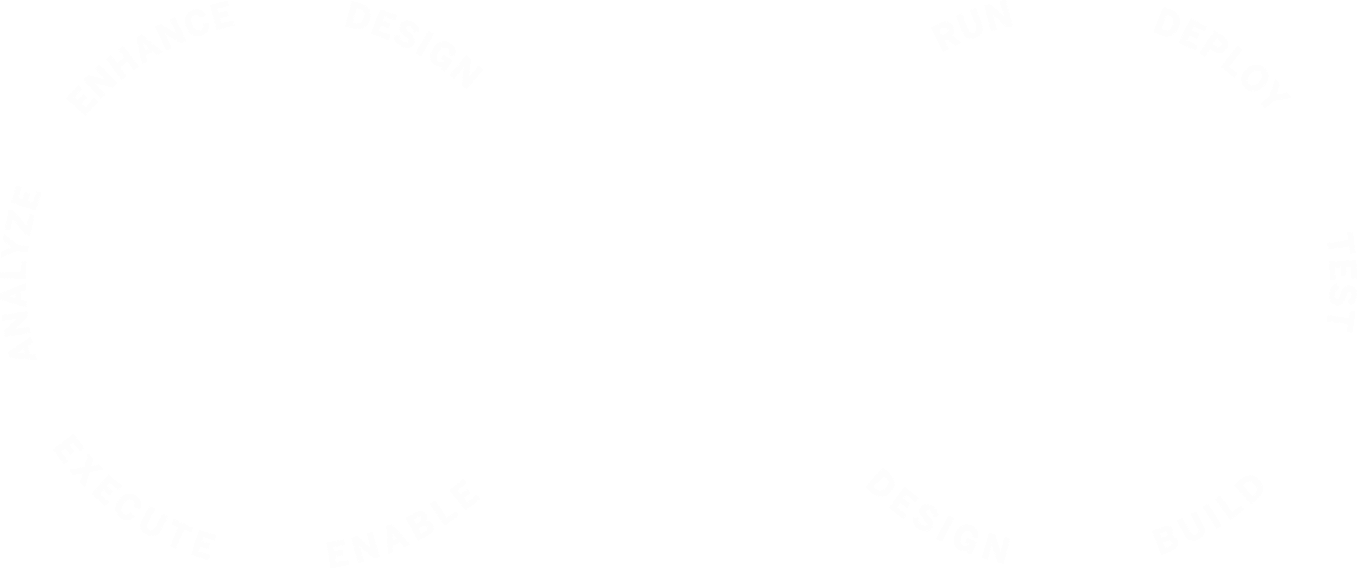 ENHANCE
DESIGN
ANALYZE
EXECUTE
ENABLE
RUN
DEPLOY
TEST
DESIGN
BUILD